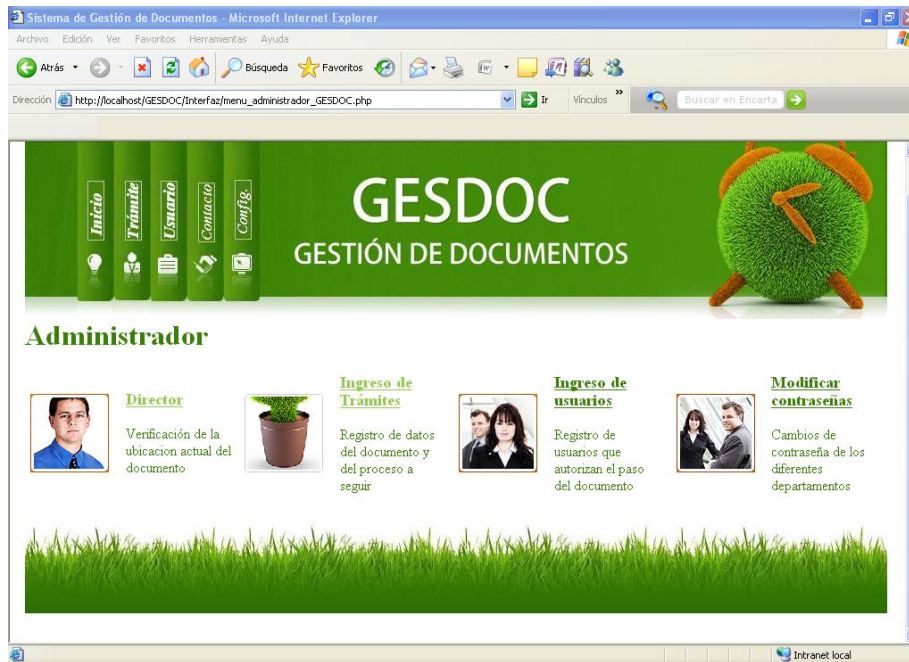 Sistema de Gestión de Documentos - Microsoft Internet Explorer
Archivo Edición Ver Favoritos Herramientas Ayuda
Atrás Búsqueda Favoritos
Dirección http://localhost/GESDOC/Interfaz/menu_administrador_GESDOC.php Ir Vínculos » Buscar en Encarta
Inicio
Trámite
Usuario
Contacto
Config.
GESDOC
GESTIÓN DE DOCUMENTOS
Administrador
Director
Verificación de la
ubicacion actual del
documento
Ingreso de
Trámites
Registro de datos
del documento y
del proceso a
seguir
Ingreso de
usuarios
Registro de
usuarios que
autorizan el paso
del documento
Modificar
contraseñas
Cambios de
contraseña de los
diferentes
departamentos
Intranet local